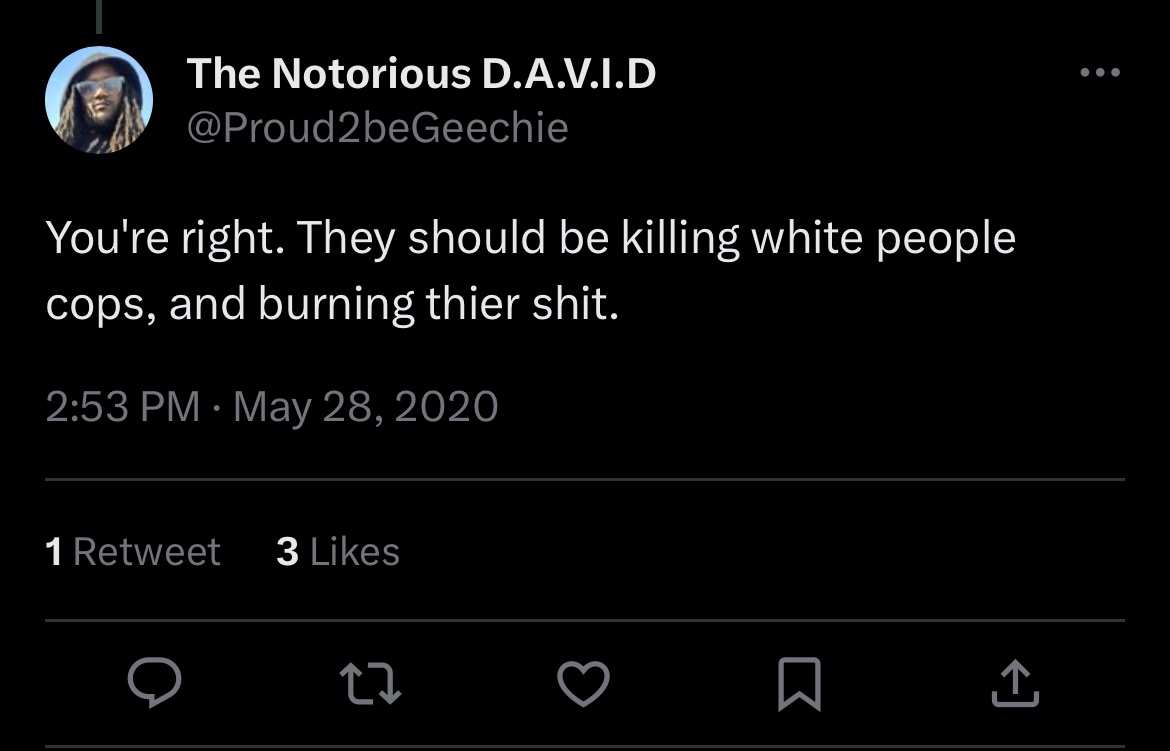 The Notorious D.A.V.I.D
@Proud2beGeechie
You're right. They should be killing white people
cops, and burning thier shit.
2:53 PM · May 28, 2020
1 Retweet 3 Likes